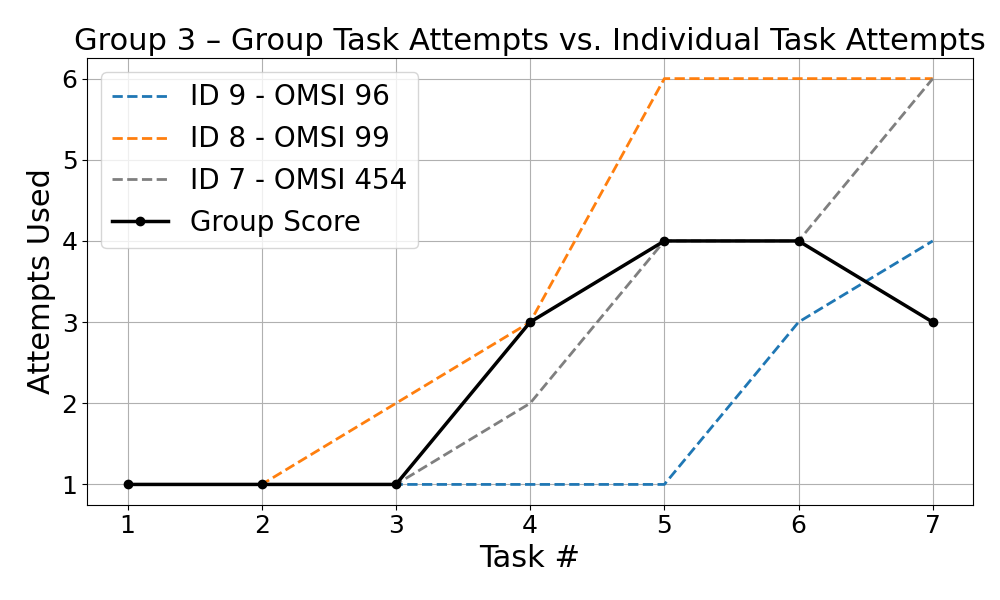 Group 3 – Group Task Attempts vs. Individual Task Attempts
ID 9 - OMSI 96
ID 8 - OMSI 99
ID 7 - OMSI 454
Group Score
Attempts Used
6
5
4
3
2
1
1 2 3 4 5 6 7
Task #